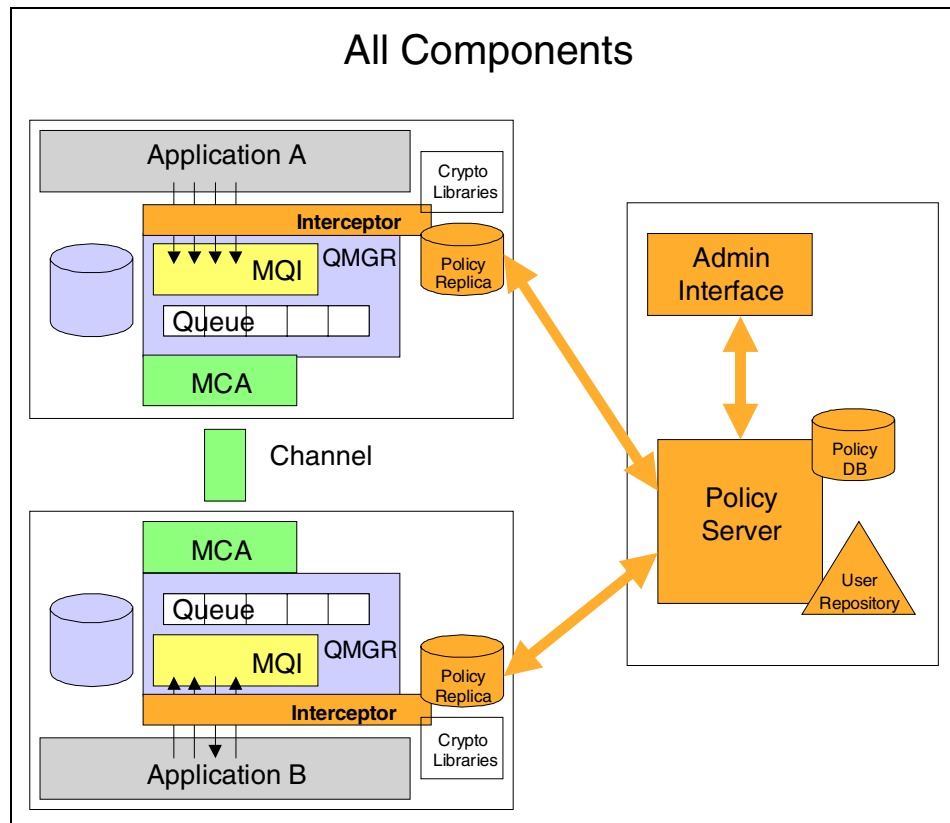 All Components
Application A
Crypto
Libraries
Interceptor
QMGR
MQI
Policy
Replica
Queue
MCA
Channel
MCA
Queue
QMGR
MQI
Policy
Replica
Interceptor
Crypto
Libraries
Application B
Admin
Interface
Policy
DB
Policy
Server
User
Repository